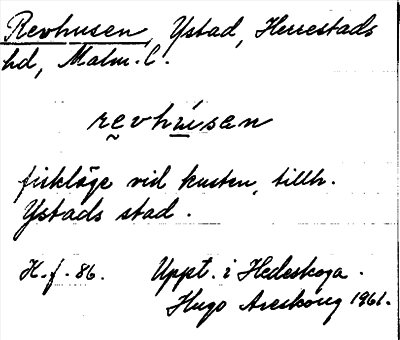 Revhusen, Ystad, Herrestads
hd, Malm. C.
revhusen
fiskläge vid kusten, tillh.
Ystads stad.
H.f. 86. Uppt. i Hedeskoga.
Hugo Areskoug 1961.